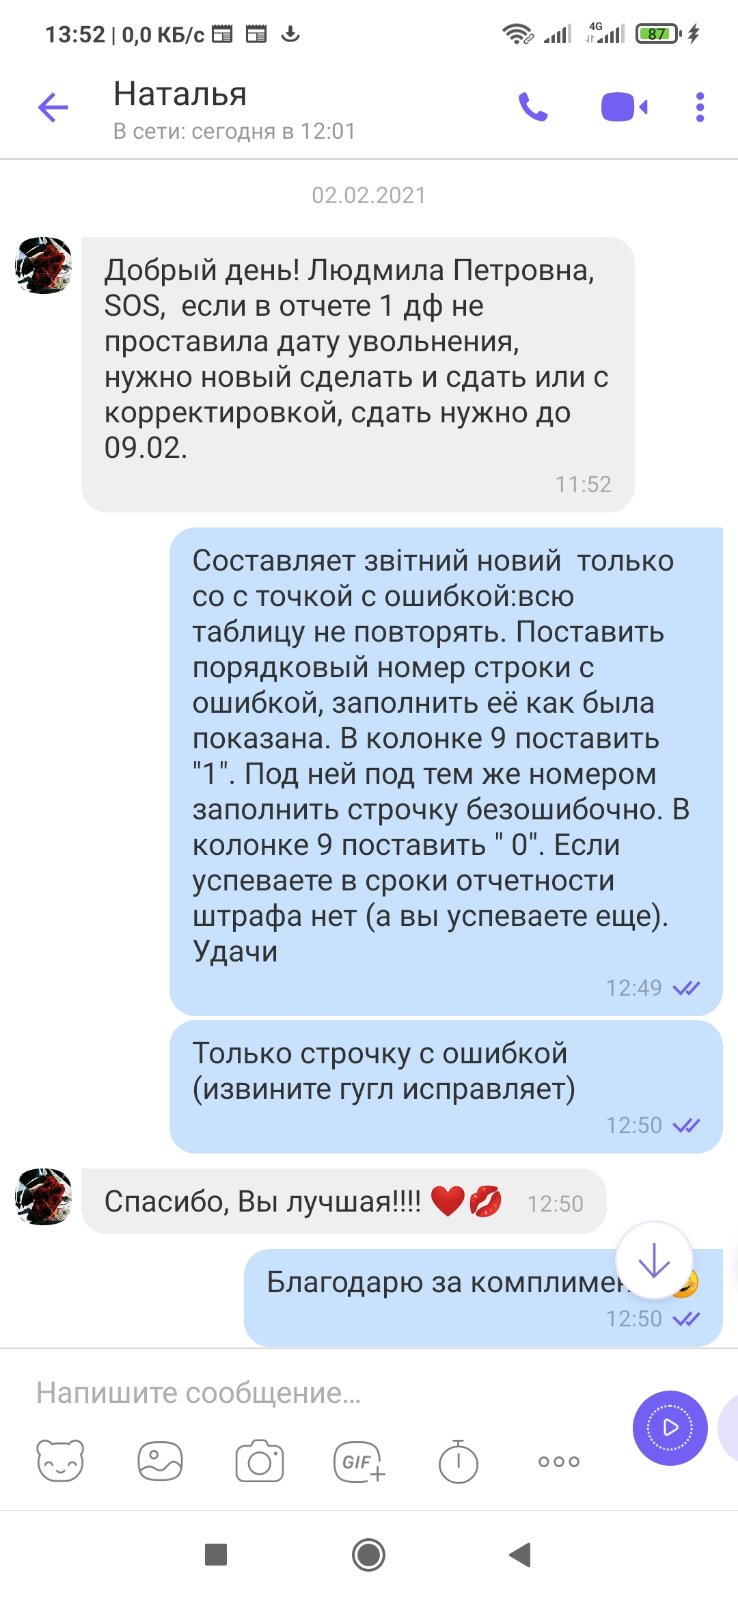 13:52 | 0,0 КБ/с
4G
87
Наталья
В сети: сегодня в 12:01
02.02.2021
Добрый день! Людмила Петровна,
SOS,  если в отчете 1 дф не
проставила дату увольнения,
нужно новый сделать и сдать или с
корректировкой, сдать нужно до
09.02.
11:52
Составляет звітний новий  только
со с точкой с ошибкой:всю
таблицу не повторять. Поставить
порядковый номер строки с
ошибкой, заполнить её как была
показана. В колонке 9 поставить
"1". Под ней под тем же номером
заполнить строчку безошибочно. В
колонке 9 поставить " 0". Если
успеваете в сроки отчетности
штрафа нет (а вы успеваете еще).
Удачи
12:49
Только строчку с ошибкой
(извините гугл исправляет)
12:50
Спасибо, Вы лучшая!!!! ❤️💋
12:50
Благодарю за
12:50
Напишите сообщение...
GIF